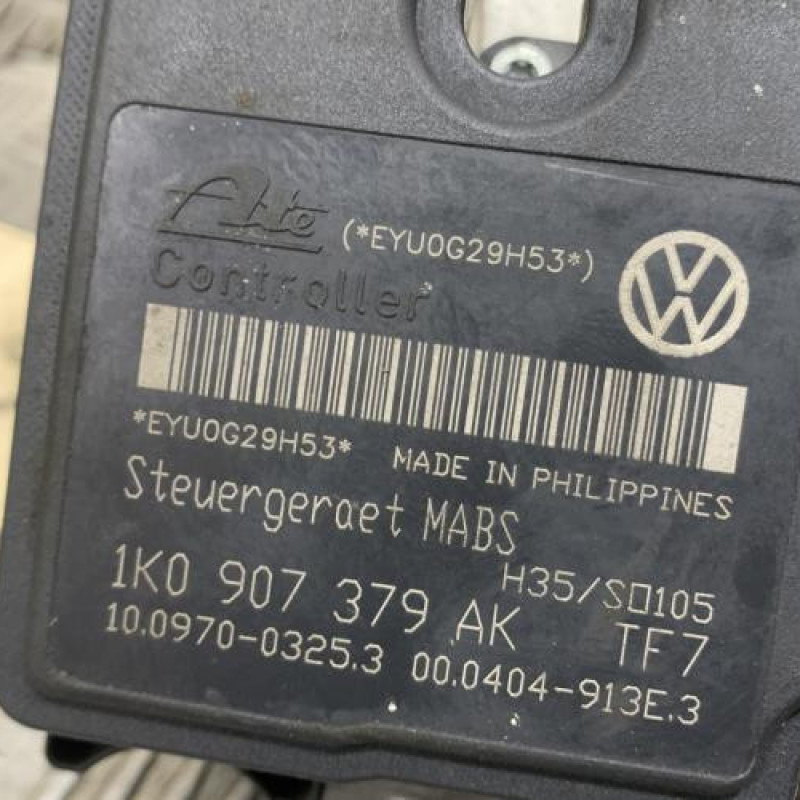 Ate (*EYU0G29H53*)
Controller
*EYU0G29H53* MADE IN PHILIPPINES
Steuergeraet MABS
H35/S□105
1K0 907 379 AK TF7
10.0970-0325.3 00.0404-913E.3